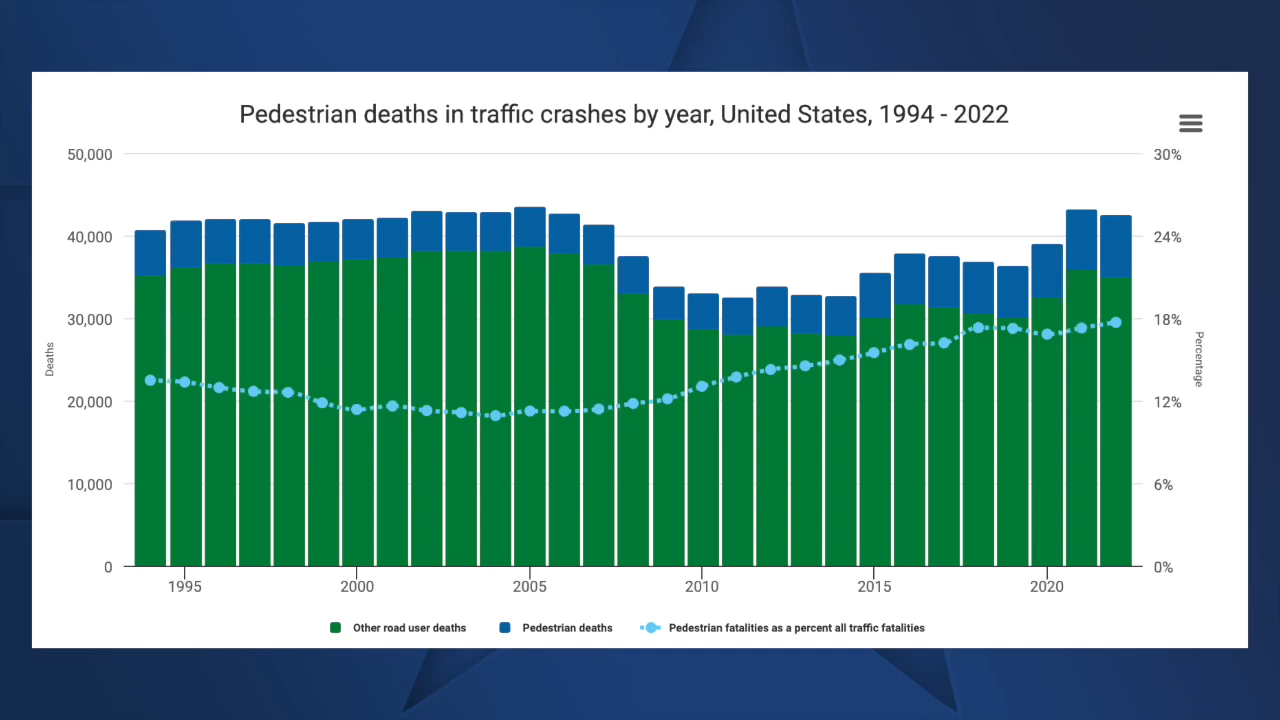 Pedestrian deaths in traffic crashes by year, United States, 1994 - 2022
50,000
40,000
30,000
20,000
10,000
0
Deaths
30%
24%
18%
12%
6%
0%
Percentage
1995 2000 2005 2010 2015 2020
Other road user deaths Pedestrian deaths Pedestrian fatalities as a percent all traffic fatalities